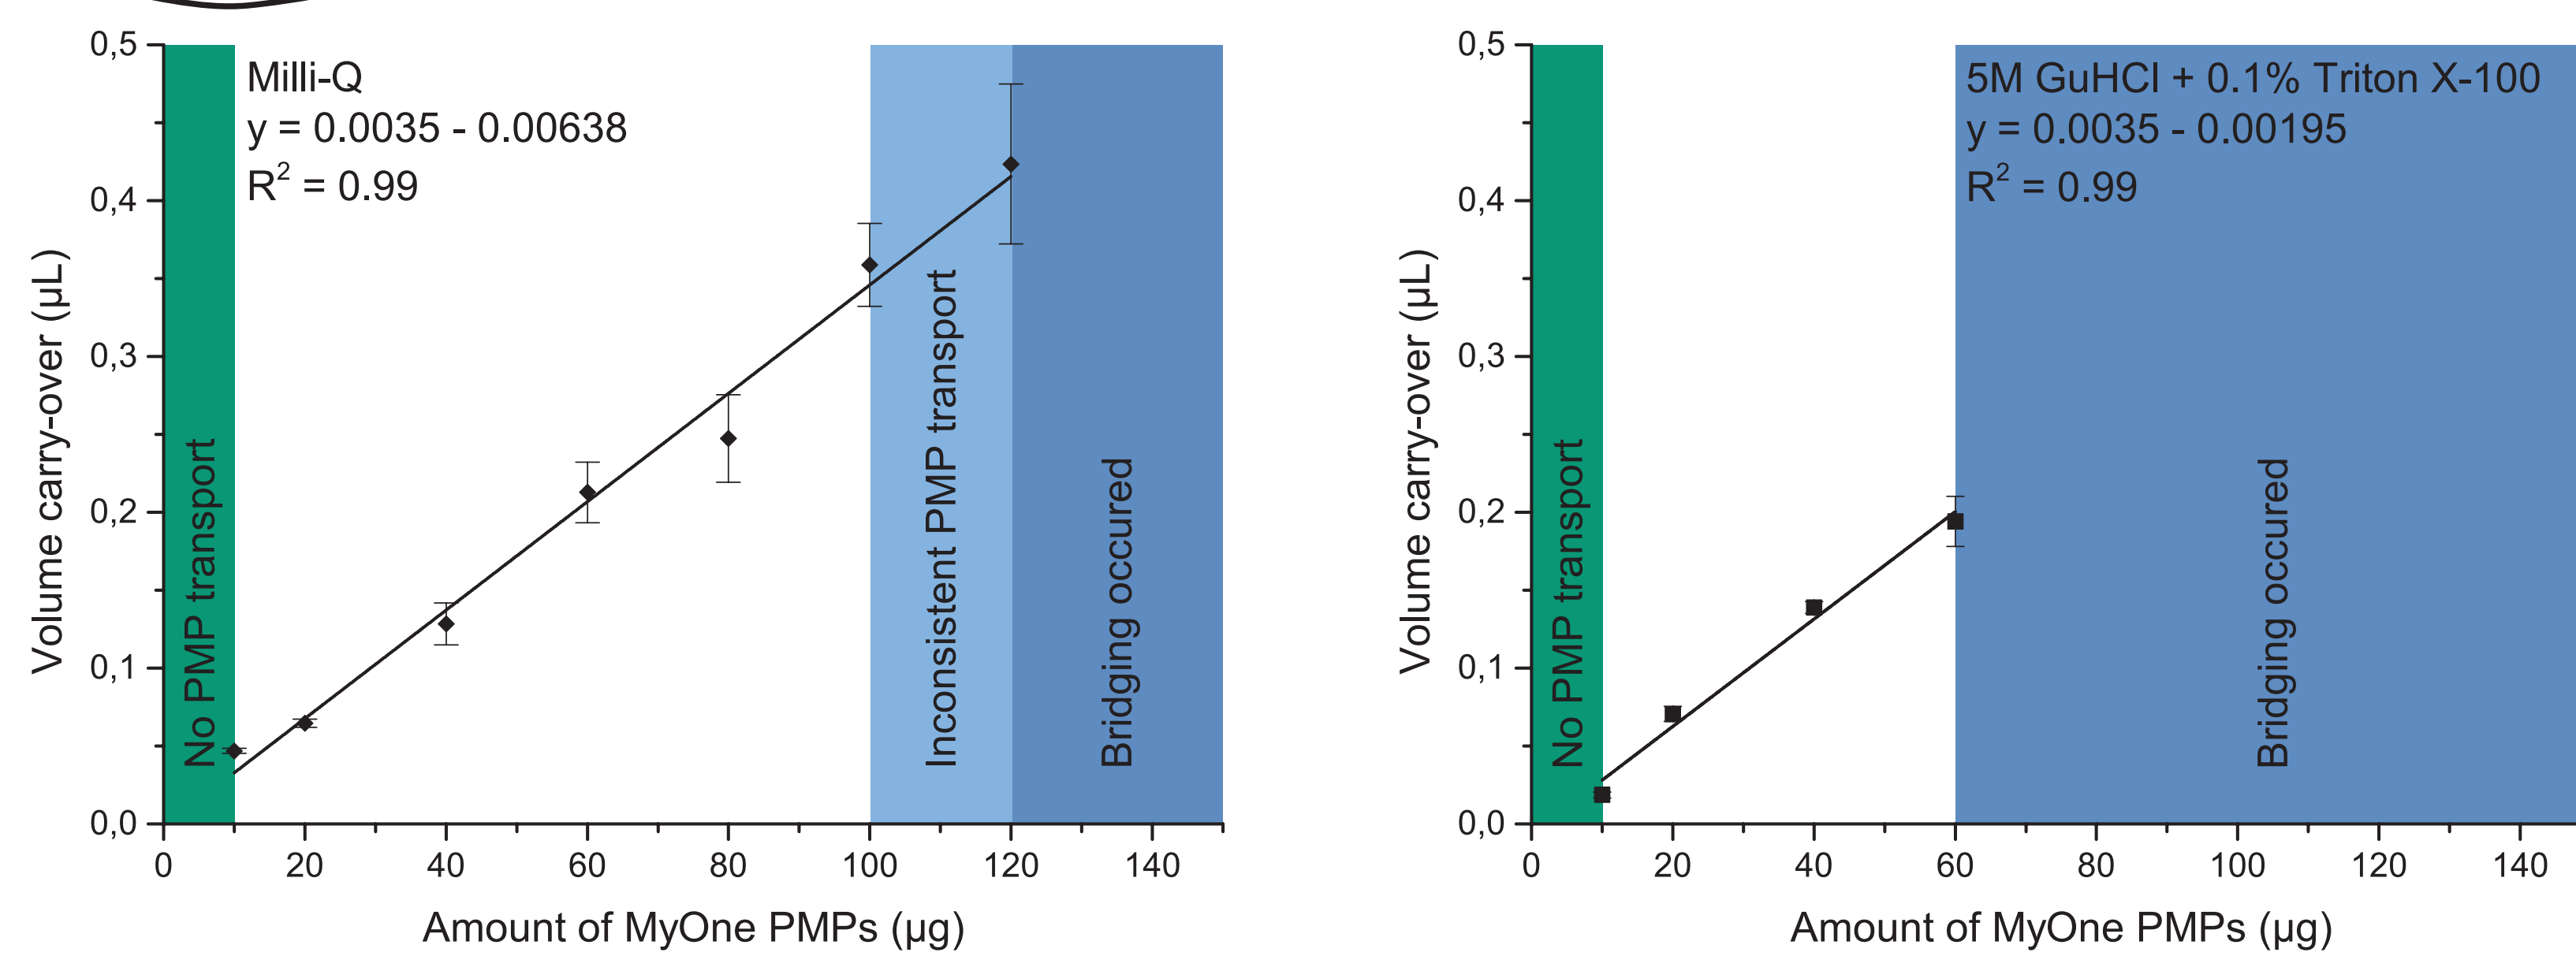 0,5
0,4
0,3
0,2
0,1
0,0
Volume carry-over (µL)
Milli-Q
y = 0.0035 - 0.00638
R² = 0.99
No PMP transport
Inconsistent PMP transport
Bridging occured
0 20 40 60 80 100 120 140
Amount of MyOne PMPs (µg)
0,5
0,4
0,3
0,2
0,1
0,0
Volume carry-over (µL)
5M GuHCl + 0.1% Triton X-100
y = 0.0035 - 0.00195
R² = 0.99
No PMP transport
Bridging occured
0 20 40 60 80 100 120 140
Amount of MyOne PMPs (µg)